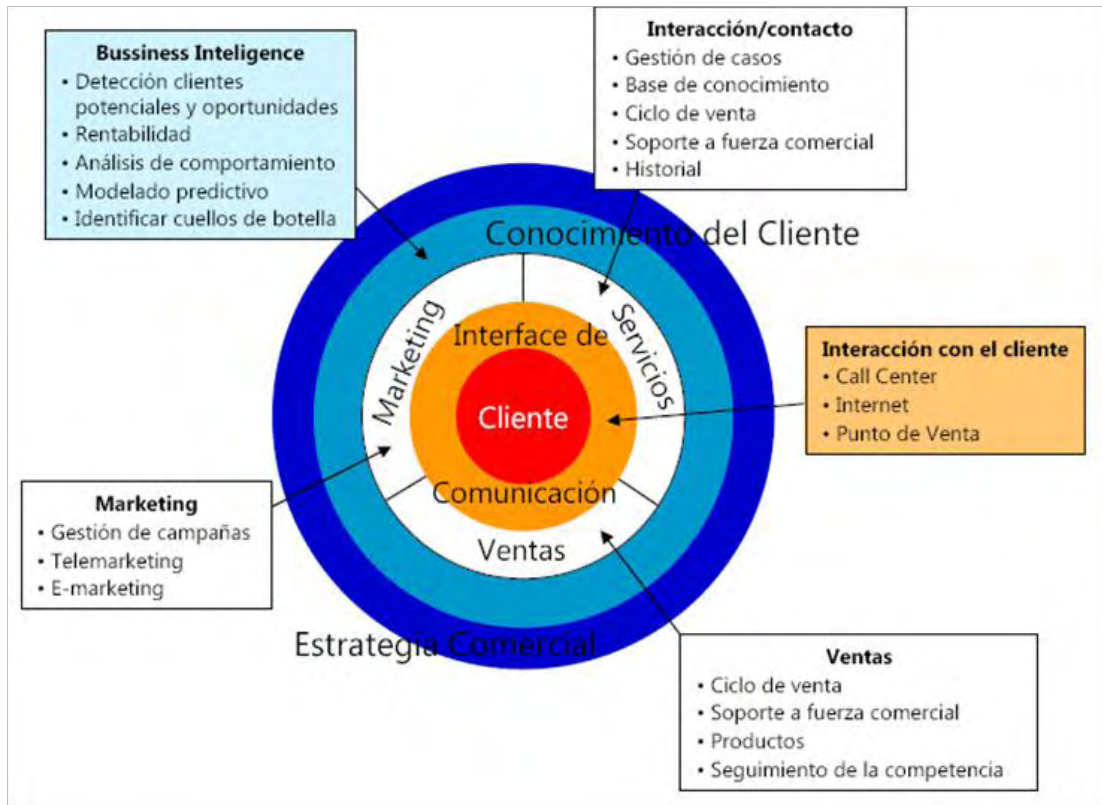 Bussiness Inteligence
• Detección clientes
potenciales y oportunidades
• Rentabilidad
• Análisis de comportamiento
• Modelado predictivo
• Identificar cuellos de botella
Interacción/contacto
• Gestión de casos
• Base de conocimiento
• Ciclo de venta
• Soporte a fuerza comercial
• Historial
Conocimiento del Cliente
Marketing
Servicios
Interface de
Cliente
Comunicación
Ventas
Estrategia Comercial
Interacción con el cliente
• Call Center
• Internet
• Punto de Venta
Marketing
• Gestión de campañas
• Telemarketing
• E-marketing
Ventas
• Ciclo de venta
• Soporte a fuerza comercial
• Productos
• Seguimiento de la competencia